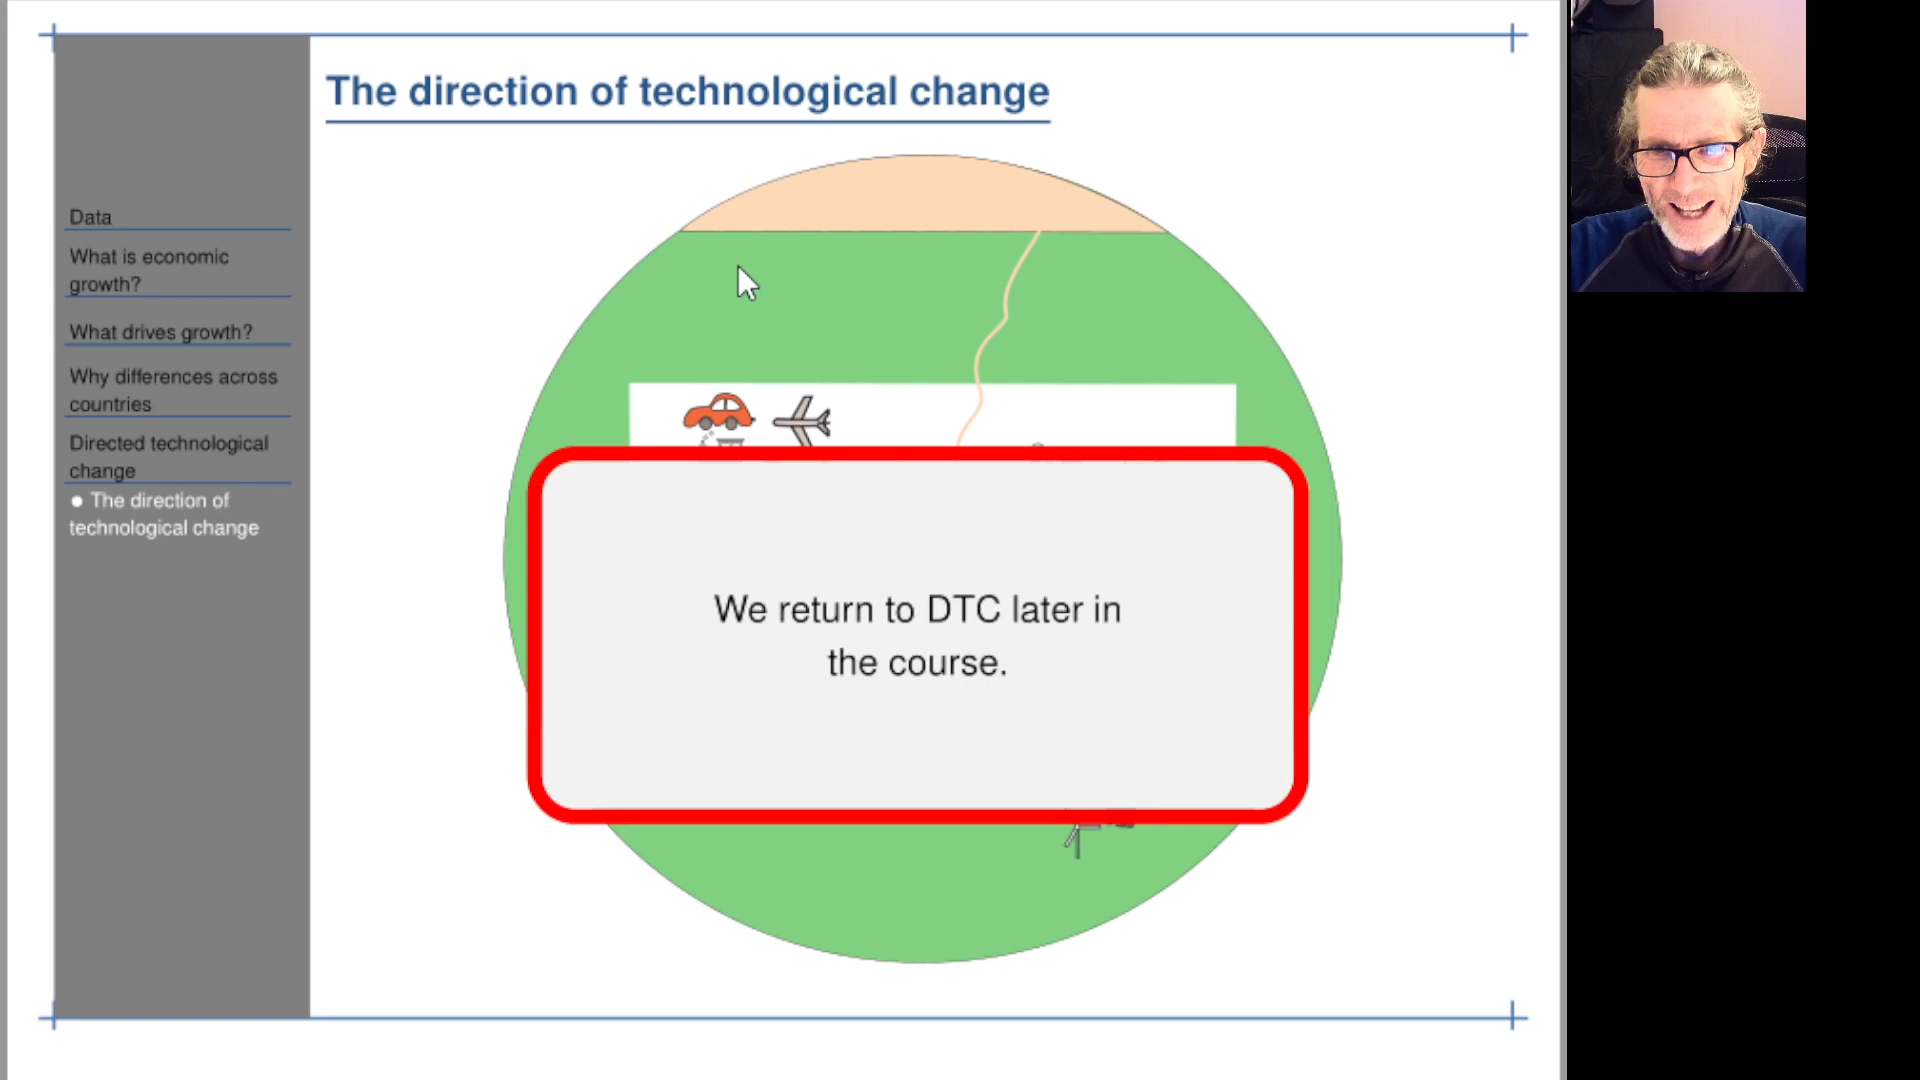 The direction of technological change
Data
What is economic
growth?
What drives growth?
Why differences across
countries
Directed technological
change
● The direction of
technological change
We return to DTC later in
the course.